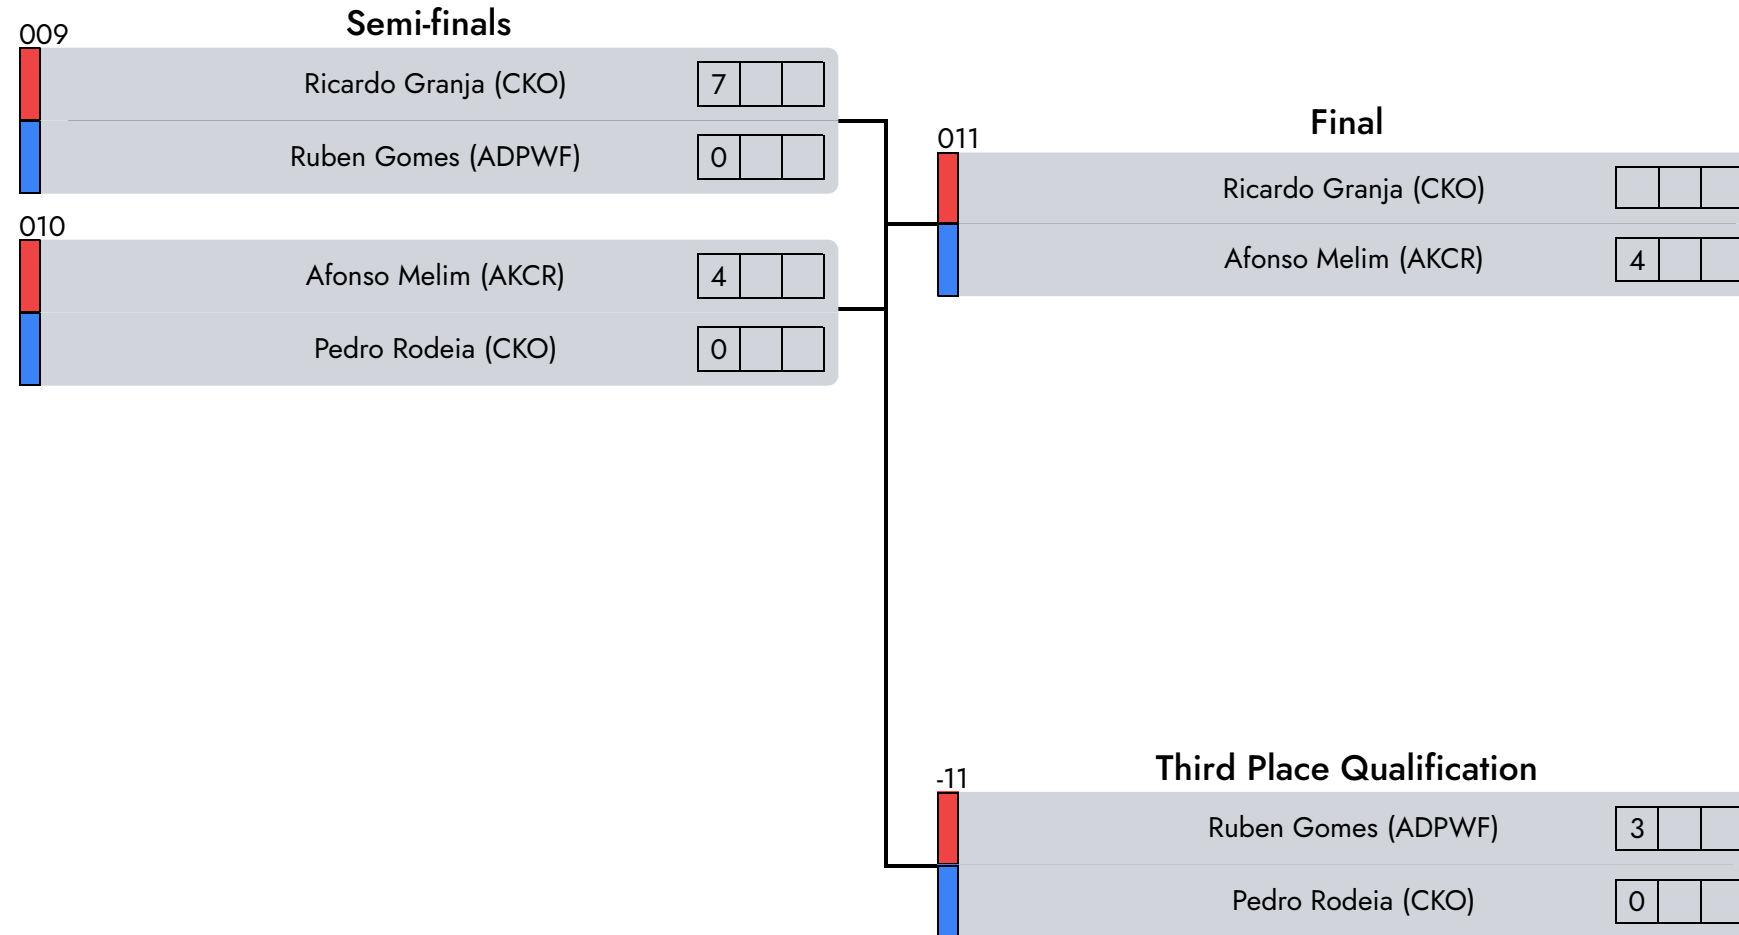 Semi-finals
009
Ricardo Granja (CKO) 7
Ruben Gomes (ADPWF) 0
010
Afonso Melim (AKCR) 4
Pedro Rodeia (CKO) 0
Final
011
Ricardo Granja (CKO)
Afonso Melim (AKCR) 4
Third Place Qualification
-11
Ruben Gomes (ADPWF) 3
Pedro Rodeia (CKO) 0